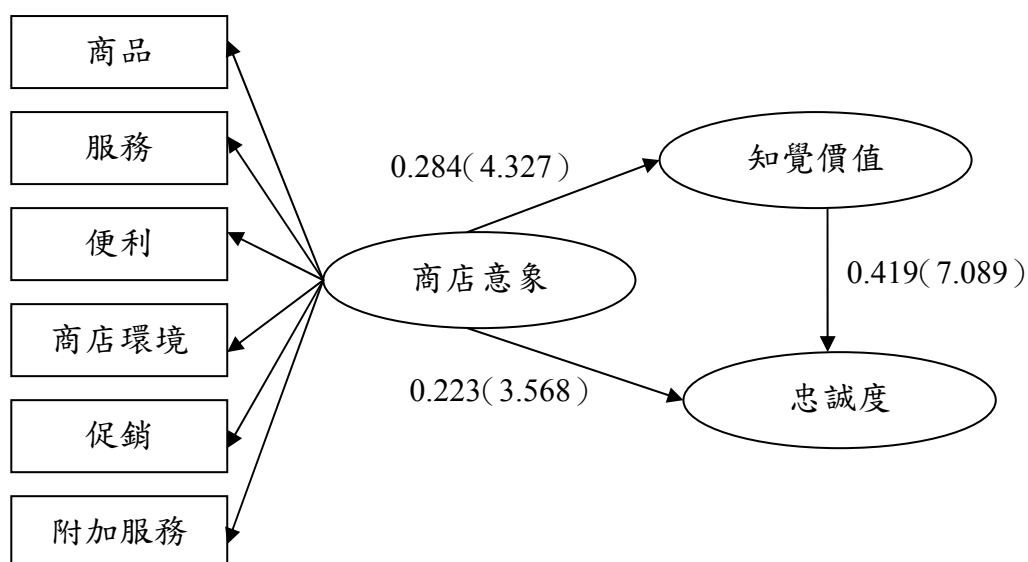 商品
服務
便利
商店環境
促銷
附加服務
商店意象
0.284(4.327)
知覺價值
0.419(7.089)
0.223(3.568)
忠誠度